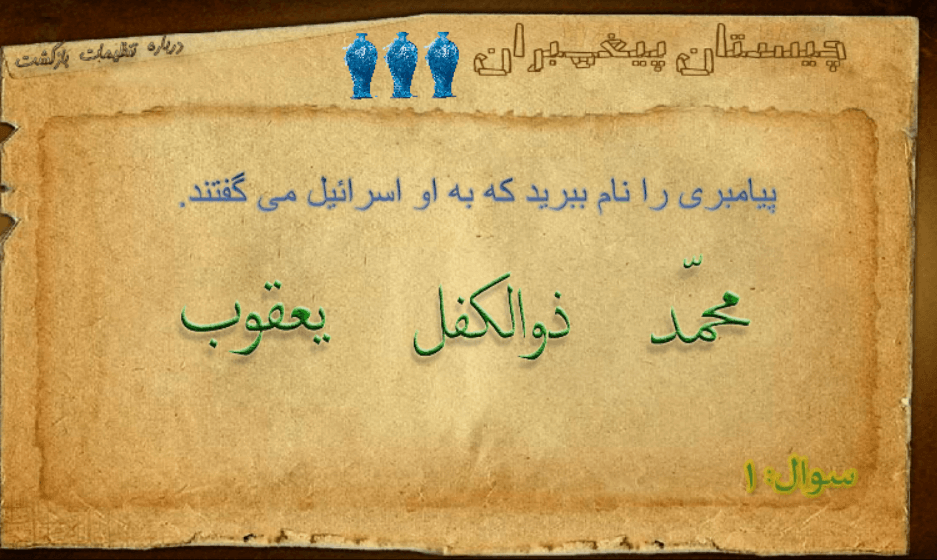 چیستان پیغمبران
درباره تنظیمات بازگشت
پیامبری را نام ببرید که به او اسرائیل می گفتند.
محمّد ذوالکفل یعقوب
سوال: ۱